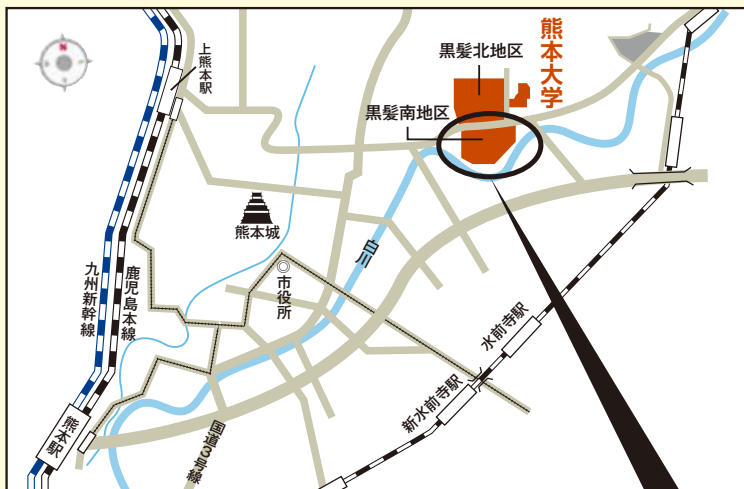 N
上熊本駅
黒髪北地区
熊本大学
黒髪南地区
熊本城
白川
市役所
九州新幹線
鹿児島本線
水前寺駅
新水前寺駅
熊本駅
国道3号線